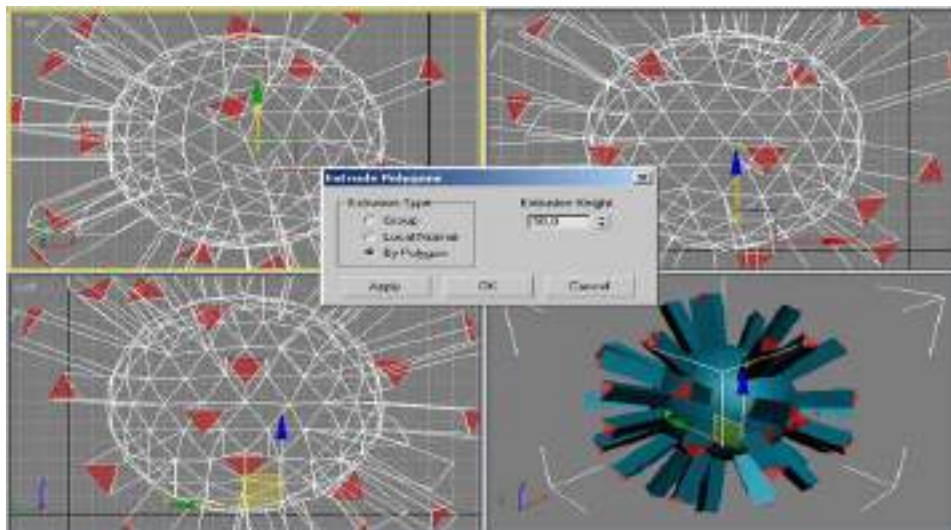 Extrude Polygons
Extrusion Type
Extrusion Height
Group
Local Normal
By Polygon
Apply
OK
Cancel